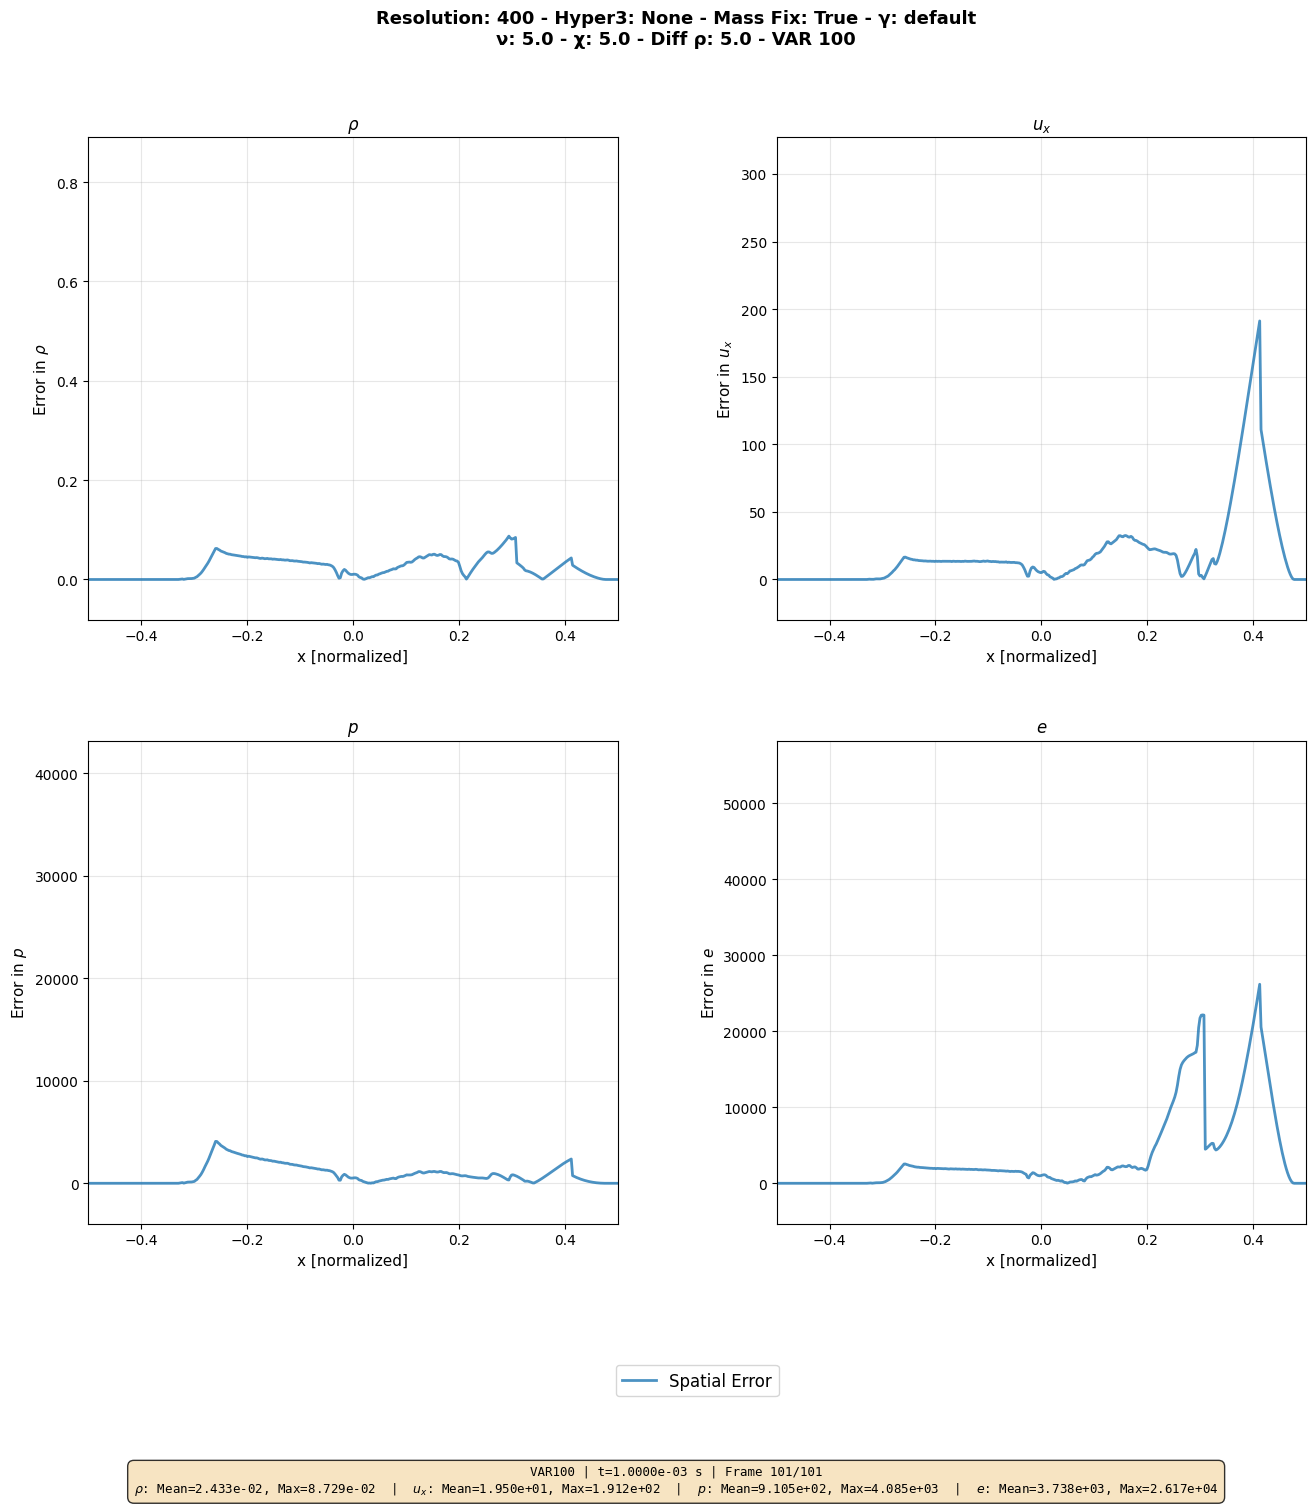 Resolution: 400 - Hyper3: None - Mass Fix: True - γ: default
ν: 5.0 - χ: 5.0 - Diff ρ: 5.0 - VAR 100
ρ
0.8
0.6
0.4
0.2
0.0
Error in ρ
−0.4 −0.2 0.0 0.2 0.4
x [normalized]
uₓ
300
250
200
150
100
50
0
Error in uₓ
−0.4 −0.2 0.0 0.2 0.4
x [normalized]
p
40000
30000
20000
10000
0
Error in p
−0.4 −0.2 0.0 0.2 0.4
x [normalized]
e
50000
40000
30000
20000
10000
0
Error in e
−0.4 −0.2 0.0 0.2 0.4
x [normalized]
Spatial Error
VAR100 | t=1.0000e-03 s | Frame 101/101
ρ: Mean=2.433e-02, Max=8.729e-02 | uₓ: Mean=1.950e+01, Max=1.912e+02 | p: Mean=9.105e+02, Max=4.085e+03 | e: Mean=3.738e+03, Max=2.617e+04